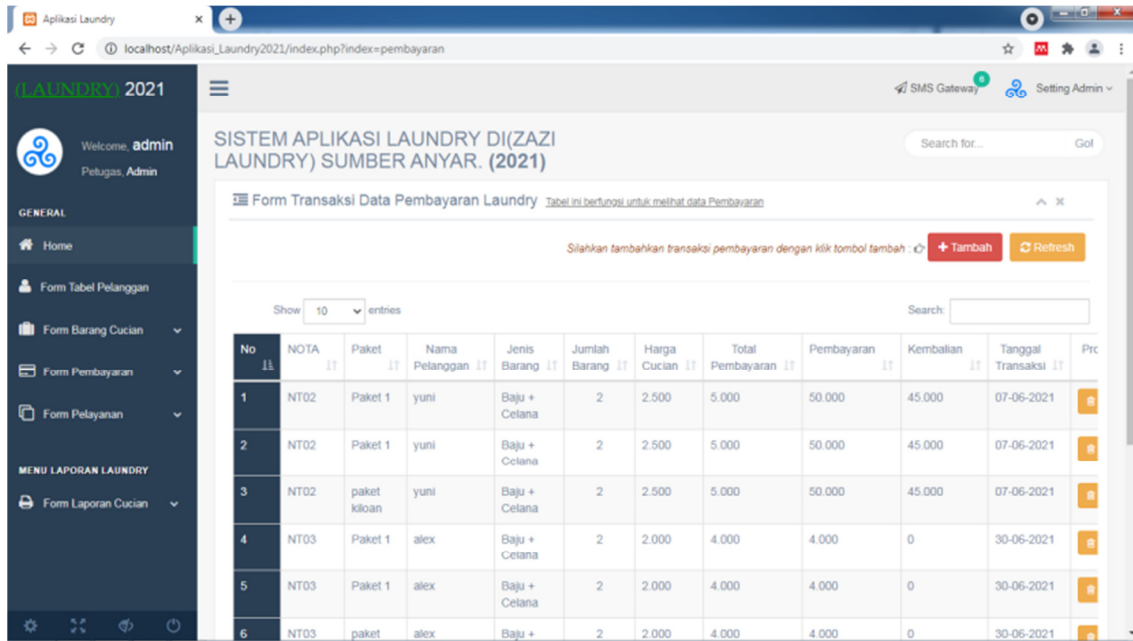 Aplikasi Laundry
localhost/Aplikasi_Laundry2021/index.php?index=pembayaran
(LAUNDRY) 2021
SMS Gateway 6
Setting Admin
Welcome, admin
Petugas, Admin
SISTEM APLIKASI LAUNDRY DI(ZAZI
LAUNDRY) SUMBER ANYAR. (2021)
Search for...
Go!
GENERAL
Home
Form Tabel Pelanggan
Form Barang Cucian
Form Pembayaran
Form Pelayanan
MENU LAPORAN LAUNDRY
Form Laporan Cucian
Form Transaksi Data Pembayaran Laundry Tabel ini berfungsi untuk melihat data Pembayaran
Silahkan tambahkan transaksi pembayaran dengan klik tombol tambah : + Tambah Refresh
Show 10 entries
Search:
No NOTA Paket Nama Pelanggan Jenis Barang Jumlah Barang Harga Cucian Total Pembayaran Pembayaran Kembalian Tanggal Transaksi Pro
1 NT02 Paket 1 yuni Baju + Celana 2 2.500 5.000 50.000 45.000 07-06-2021
2 NT02 Paket 1 yuni Baju + Celana 2 2.500 5.000 50.000 45.000 07-06-2021
3 NT02 paket kiloan yuni Baju + Celana 2 2.500 5.000 50.000 45.000 07-06-2021
4 NT03 Paket 1 alex Baju + Celana 2 2.000 4.000 4.000 0 30-06-2021
5 NT03 Paket 1 alex Baju + Celana 2 2.000 4.000 4.000 0 30-06-2021
6 NT03 paket alex Baju + 2 2.000 4.000 4.000 0 30-06-2021